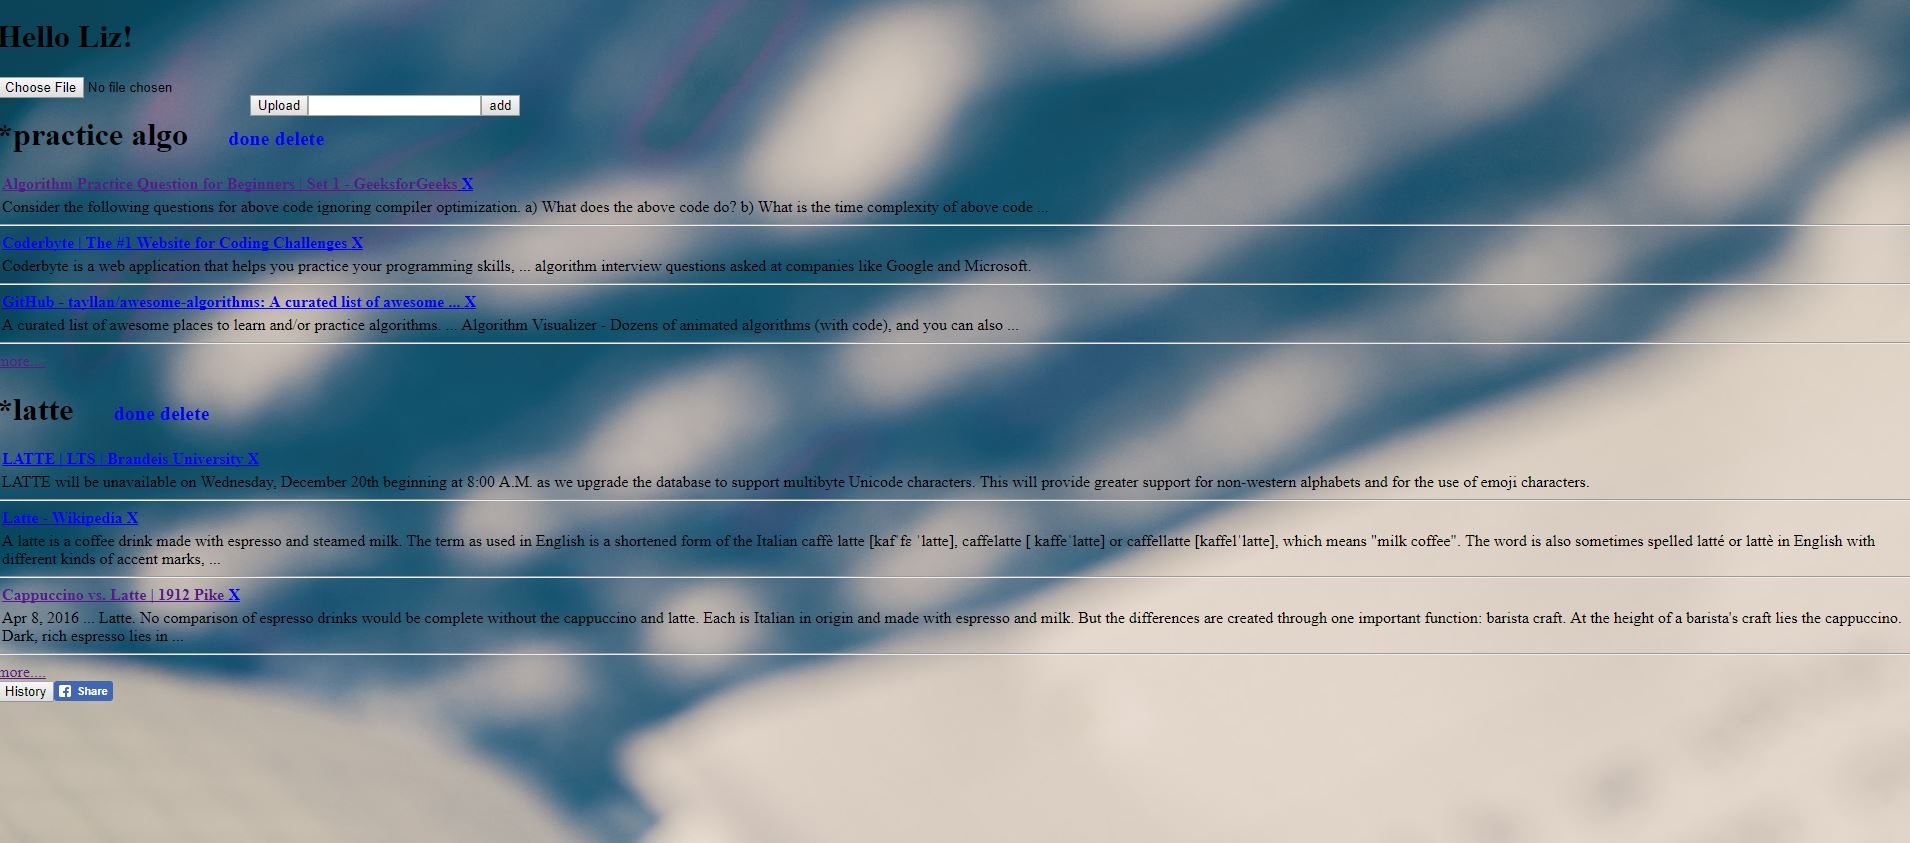 Hello Liz!
Choose File No file chosen
Upload add
*practice algo done delete
Algorithm Practice Question for Beginners | Set 1 - GeeksforGeeks X
Consider the following questions for above code ignoring compiler optimization. a) What does the above code do? b) What is the time complexity of above code ...
Coderbyte | The #1 Website for Coding Challenges X
Coderbyte is a web application that helps you practice your programming skills, ... algorithm interview questions asked at companies like Google and Microsoft.
GitHub - tayllan/awesome-algorithms: A curated list of awesome ... X
A curated list of awesome places to learn and/or practice algorithms. ... Algorithm Visualizer - Dozens of animated algorithms (with code), and you can also ...
more....
*latte done delete
LATTE | LTS | Brandeis University X
LATTE will be unavailable on Wednesday, December 20th beginning at 8:00 A.M. as we upgrade the database to support multibyte Unicode characters. This will provide greater support for non-western alphabets and for the use of emoji characters.
Latte - Wikipedia X
A latte is a coffee drink made with espresso and steamed milk. The term as used in English is a shortened form of the Italian caffè latte [kafˈfɛ ˈlatte], caffelatte [ˌkaffeˈlatte] or caffellatte [kaffelˈlatte], which means "milk coffee". The word is also sometimes spelled latté or lattè in English with
different kinds of accent marks, ...
Cappuccino vs. Latte | 1912 Pike X
Apr 8, 2016 ... Latte. No comparison of espresso drinks would be complete without the cappuccino and latte. Each is Italian in origin and made with espresso and milk. But the differences are created through one important function: barista craft. At the height of a barista's craft lies the cappuccino.
Dark, rich espresso lies in ...
more....
History Share